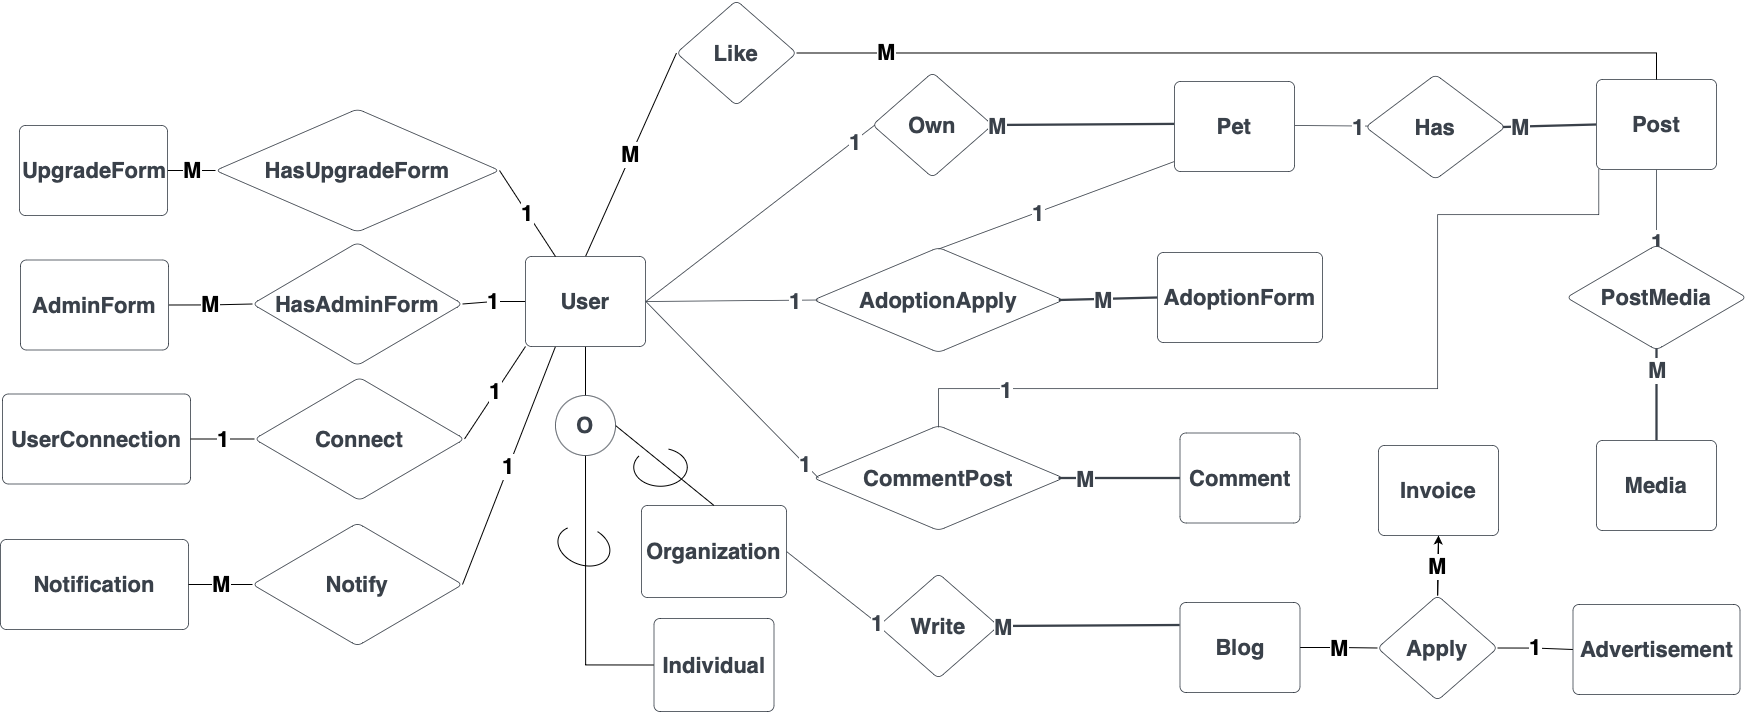 Like
M
M
Own
M
1
Pet
1
Has
M
Post
UpgradeForm
M
HasUpgradeForm
1
1
1
AdminForm
M
HasAdminForm
1
User
1
AdoptionApply
M
AdoptionForm
PostMedia
M
1
1
UserConnection
1
Connect
O
1
1
CommentPost
M
Comment
Media
Invoice
Organization
M
Notification
M
Notify
1
Write
M
Blog
M
Apply
1
Advertisement
Individual